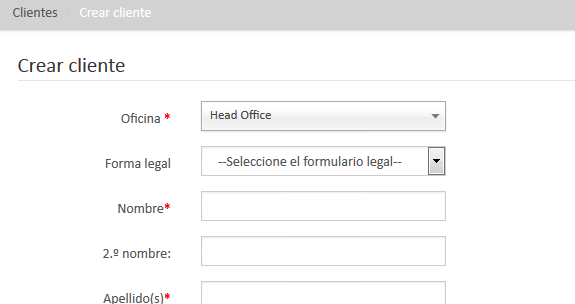 Clientes Crear cliente
Crear cliente
Oficina * Head Office
Forma legal --Seleccione el formulario legal--
Nombre*
2.º nombre:
Apellido(s)*